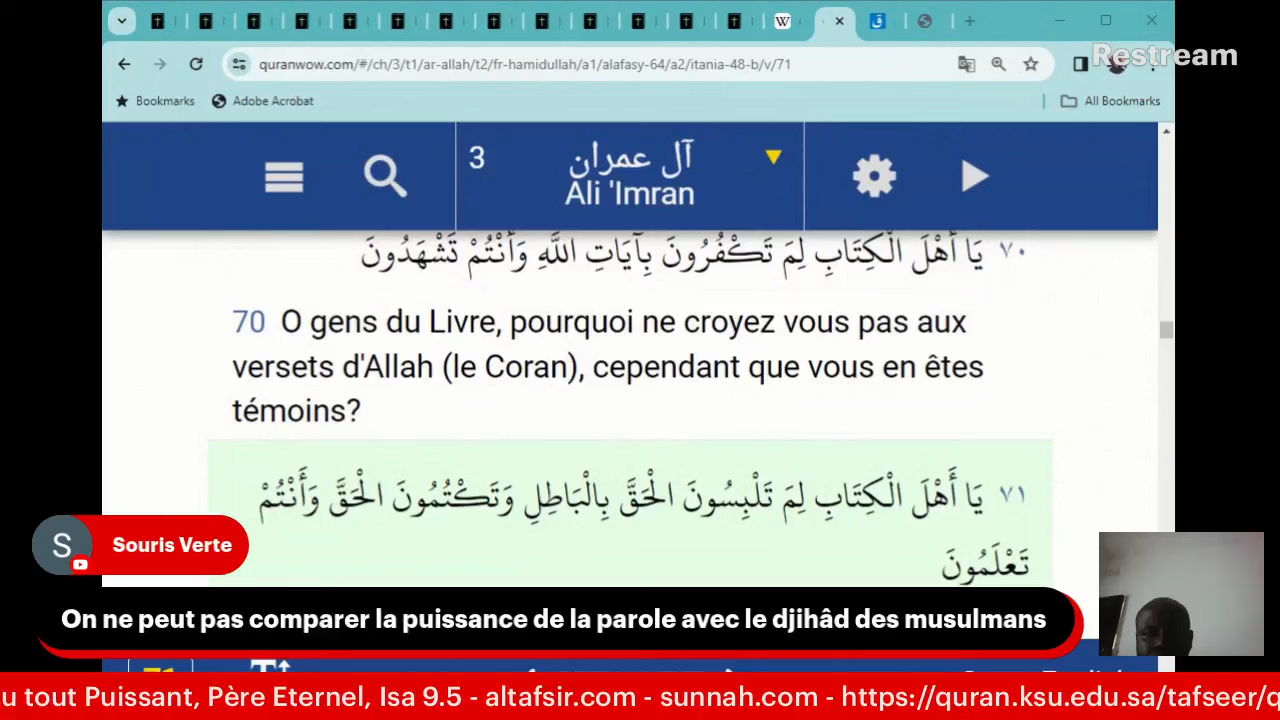 Restream
quranwow.com/#/ch/3/t1/ar-allah/t2/fr-hamidullah/a1/alafasy-64/a2/itania-48-b/v/71
Bookmarks
Adobe Acrobat
All Bookmarks
3
آل عمران
Ali 'Imran
٧٠ يَا أَهْلَ الْكِتَابِ لِمَ تَكْفُرُونَ بِآيَاتِ اللَّهِ وَأَنْتُمْ تَشْهَدُونَ
70 O gens du Livre, pourquoi ne croyez vous pas aux
versets d'Allah (le Coran), cependant que vous en êtes
témoins?
٧١ يَا أَهْلَ الْكِتَابِ لِمَ تَلْبِسُونَ الْحَقَّ بِالْبَاطِلِ وَتَكْتُمُونَ الْحَقَّ وَأَنْتُمْ
تَعْلَمُونَ
S
Souris Verte
On ne peut pas comparer la puissance de la parole avec le djihâd des musulmans
u tout Puissant, Père Eternel, Isa 9.5 - altafsir.com - sunnah.com - https://quran.ksu.edu.sa/tafseer/q